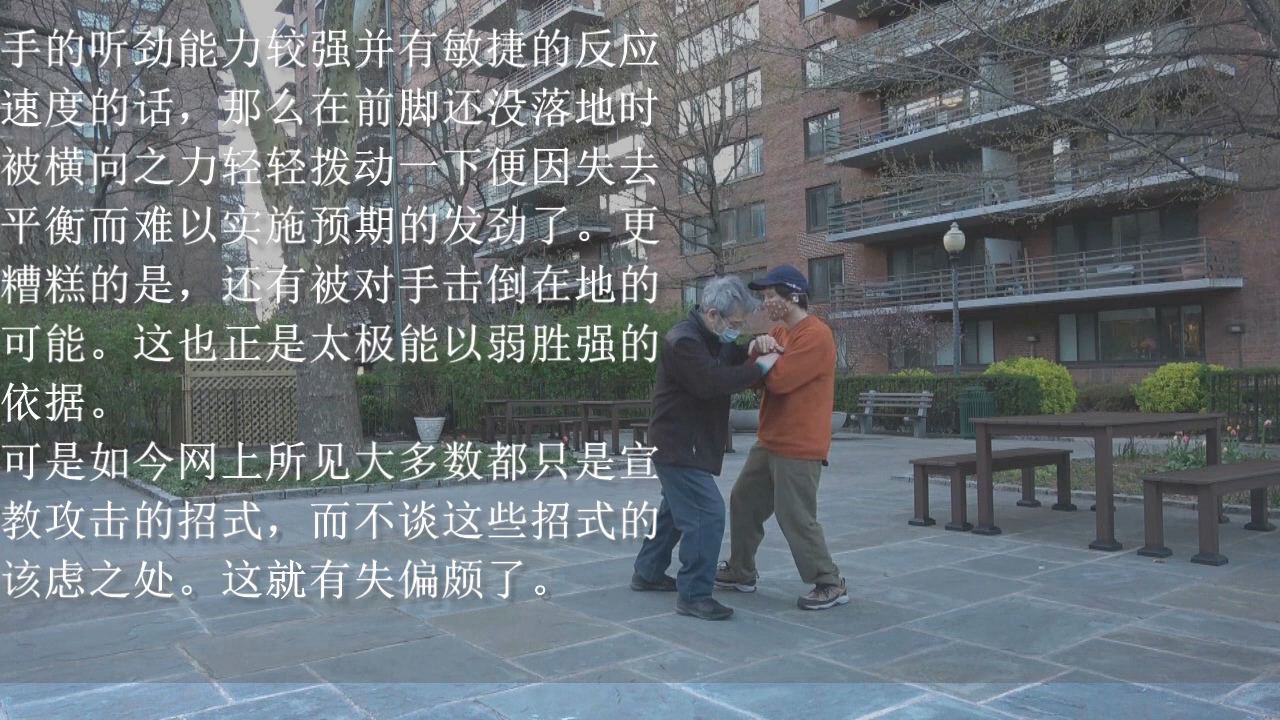 手的听劲能力较强并有敏捷的反应
速度的话，那么在前脚还没落地时
被横向之力轻轻拨动一下便因失去
平衡而难以实施预期的发劲了。更
糟糕的是，还有被对手击倒在地的
可能。这也正是太极能以弱胜强的
依据。
可是如今网上所见大多数都只是宣
教攻击的招式，而不谈这些招式的
该虑之处。这就有失偏颇了。